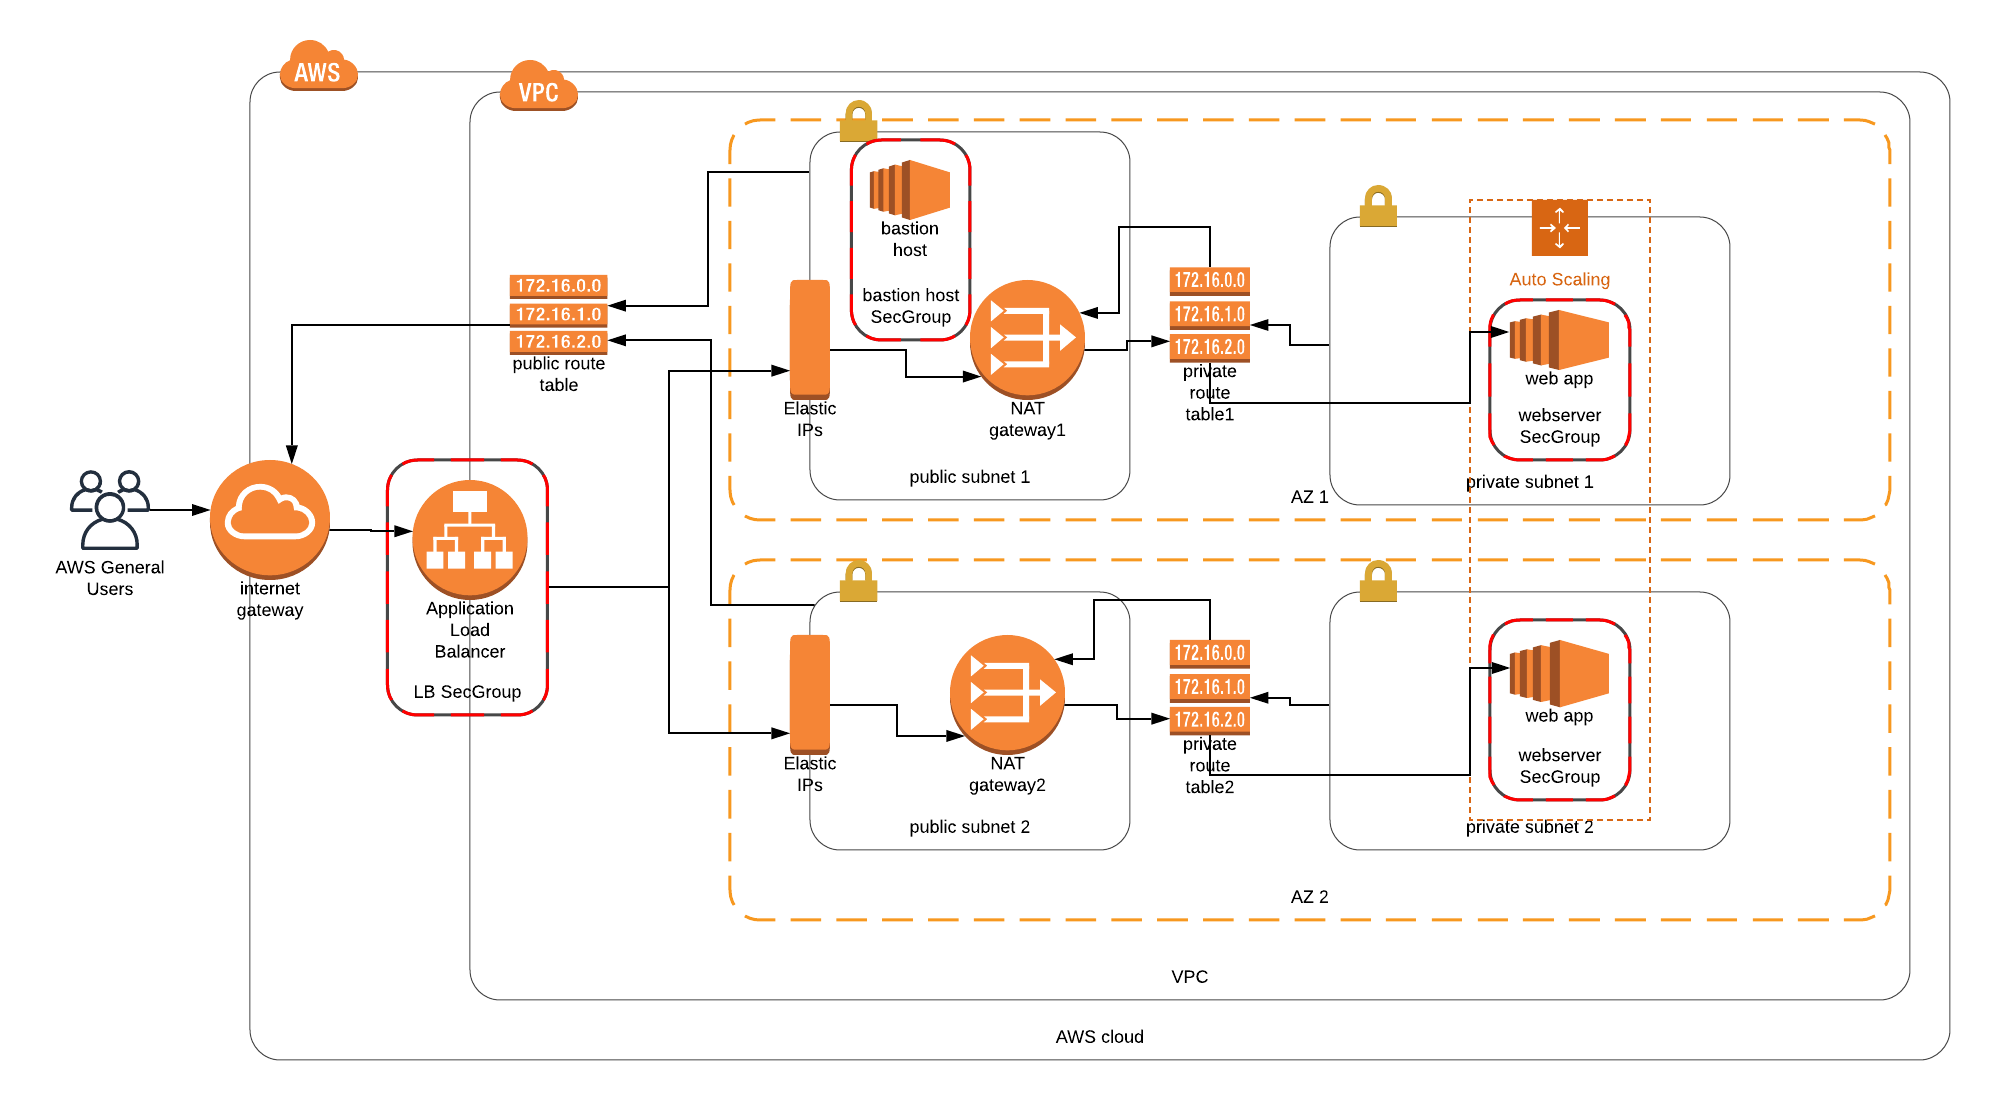 AWS
VPC
bastion
host
bastion host
SecGroup
172.16.0.0
172.16.1.0
172.16.2.0
public route
table
Elastic
IPs
NAT
gateway1
public subnet 1
172.16.0.0
172.16.1.0
172.16.2.0
private
route
table1
Auto Scaling
web app
webserver
SecGroup
private subnet 1
AZ 1
AWS General
Users
internet
gateway
Application
Load
Balancer
LB SecGroup
Elastic
IPs
NAT
gateway2
public subnet 2
172.16.0.0
172.16.1.0
172.16.2.0
private
route
table2
web app
webserver
SecGroup
private subnet 2
AZ 2
VPC
AWS cloud